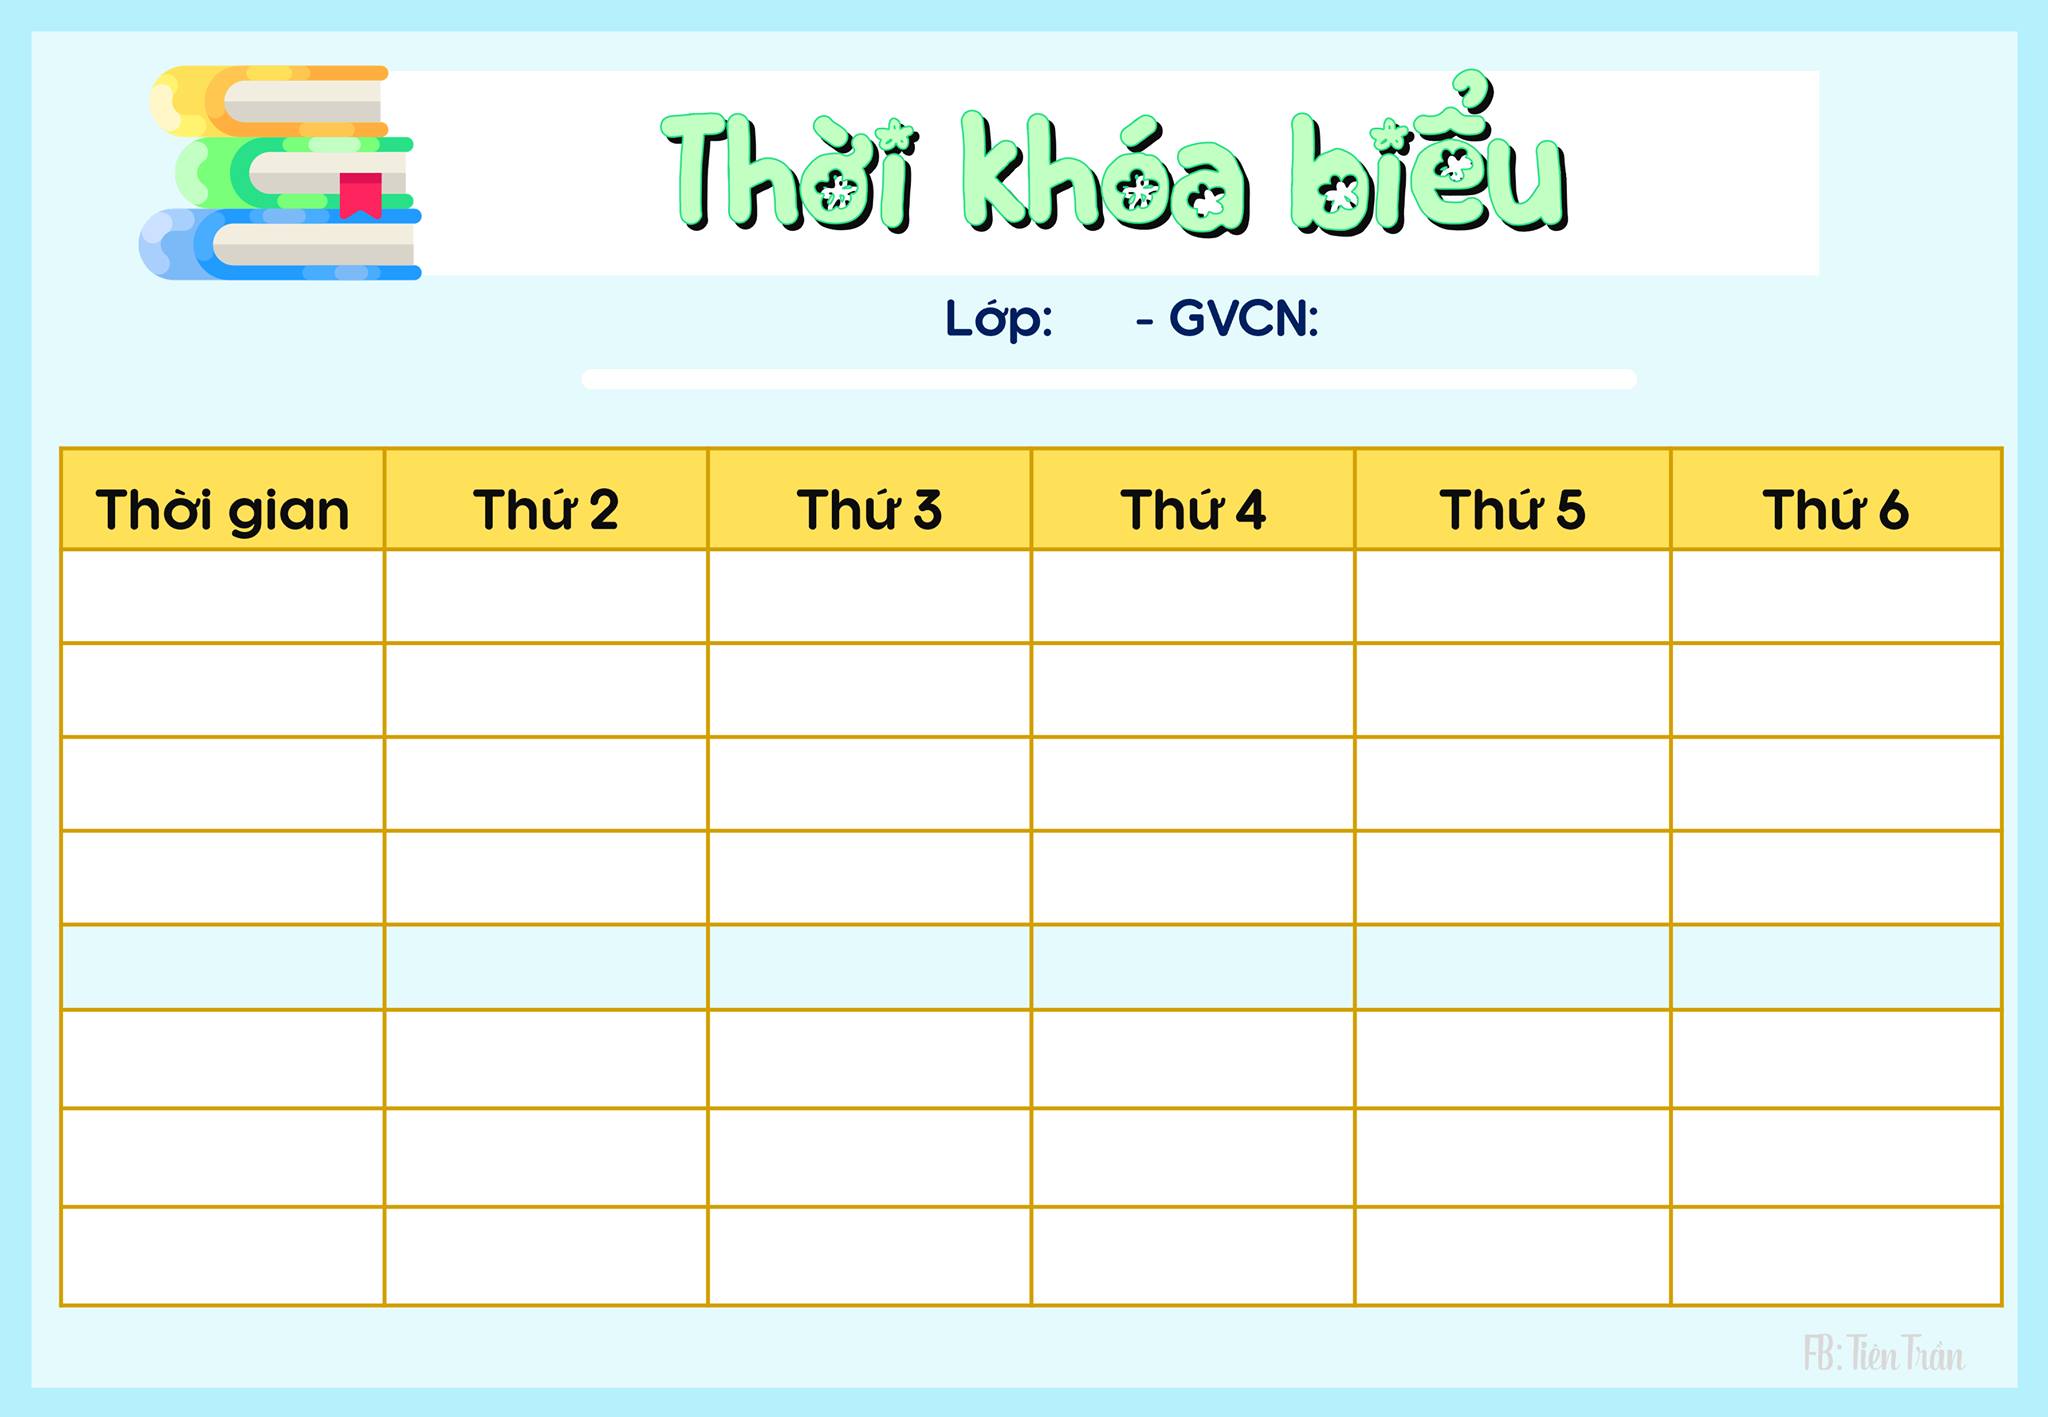 Thời khóa biểu
Lớp: - GVCN:
Thời gian Thứ 2 Thứ 3 Thứ 4 Thứ 5 Thứ 6
FB: Tiên Trần